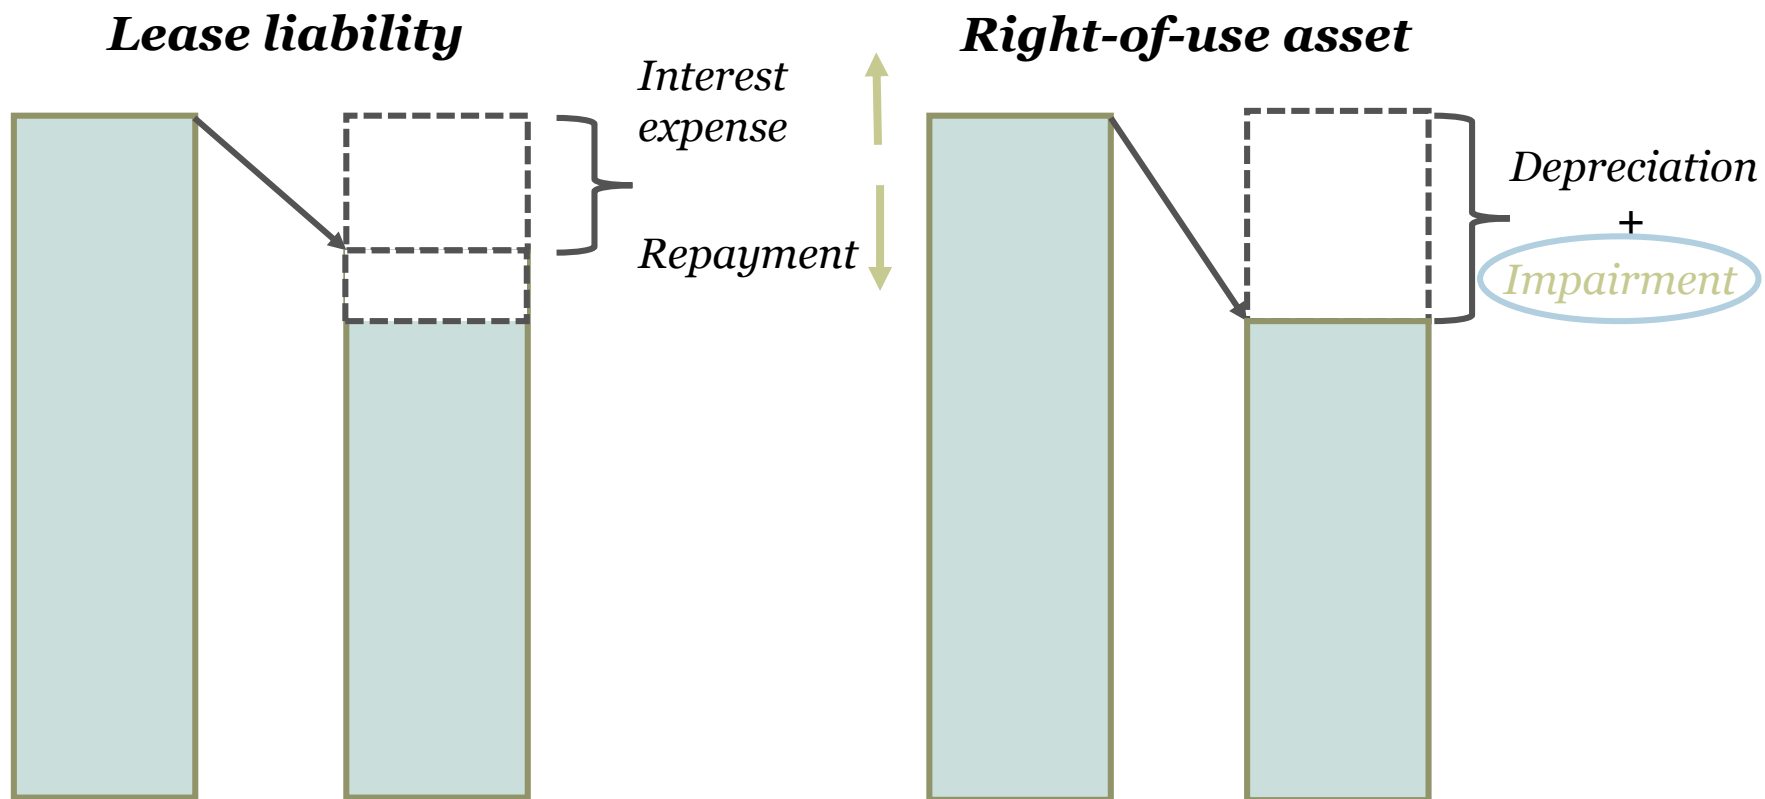 Lease liability
Interest
expense
Repayment
Right-of-use asset
Depreciation
+
Impairment